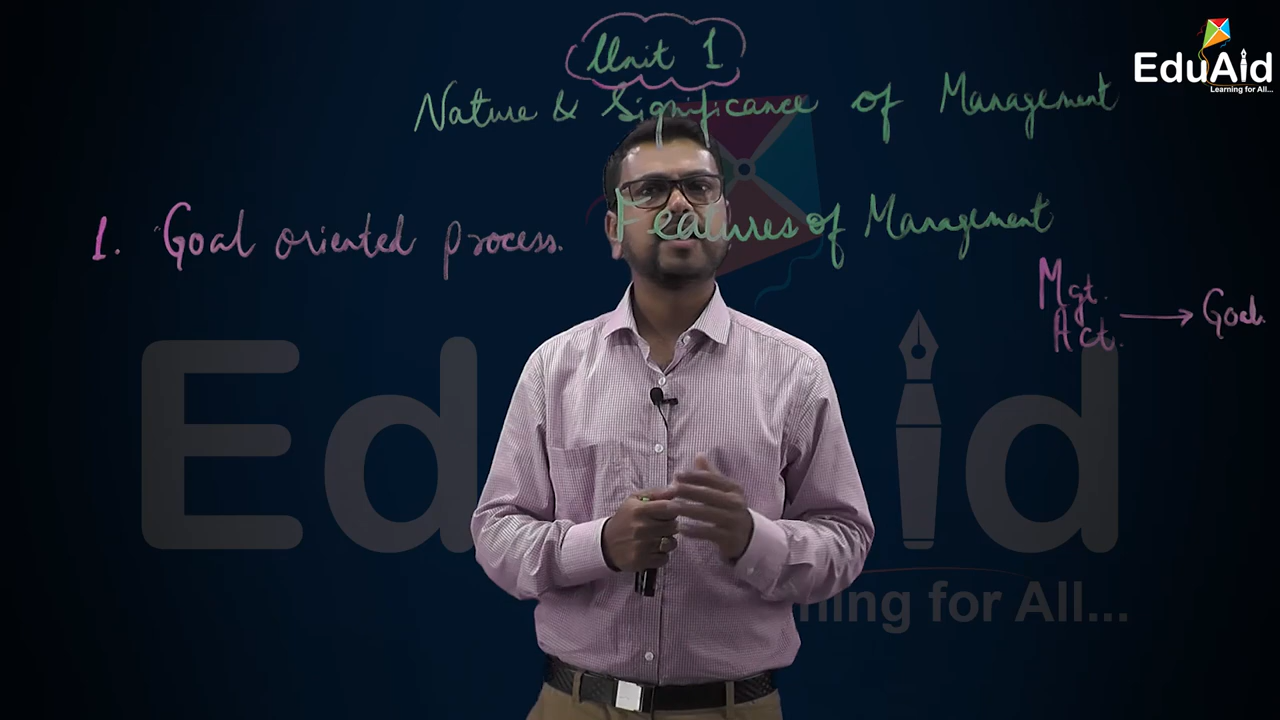 Unit 1
EduAid
Learning for All...
Nature & Significance of Management
Features of Management
1. Goal oriented process.
Mgt.
Act. → Goal.
Ed Aid
ning for All...